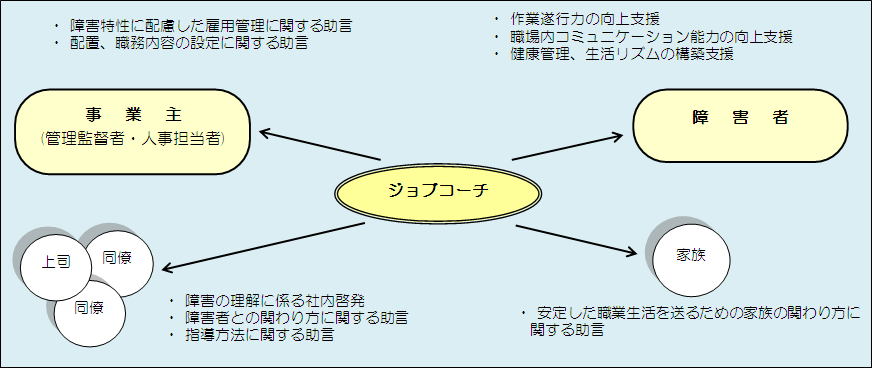 ・ 障害特性に配慮した雇用管理に関する助言
・ 配置、職務内容の設定に関する助言
・ 作業遂行力の向上支援
・ 職場内コミュニケーション能力の向上支援
・ 健康管理、生活リズムの構築支援
事 業 主
(管理監督者・人事担当者)
障 害 者
ジョブコーチ
上司
同僚
同僚
家族
・ 障害の理解に係る社内啓発
・ 障害者との関わり方に関する助言
・ 指導方法に関する助言
・ 安定した職業生活を送るための家族の関わり方に
関する助言